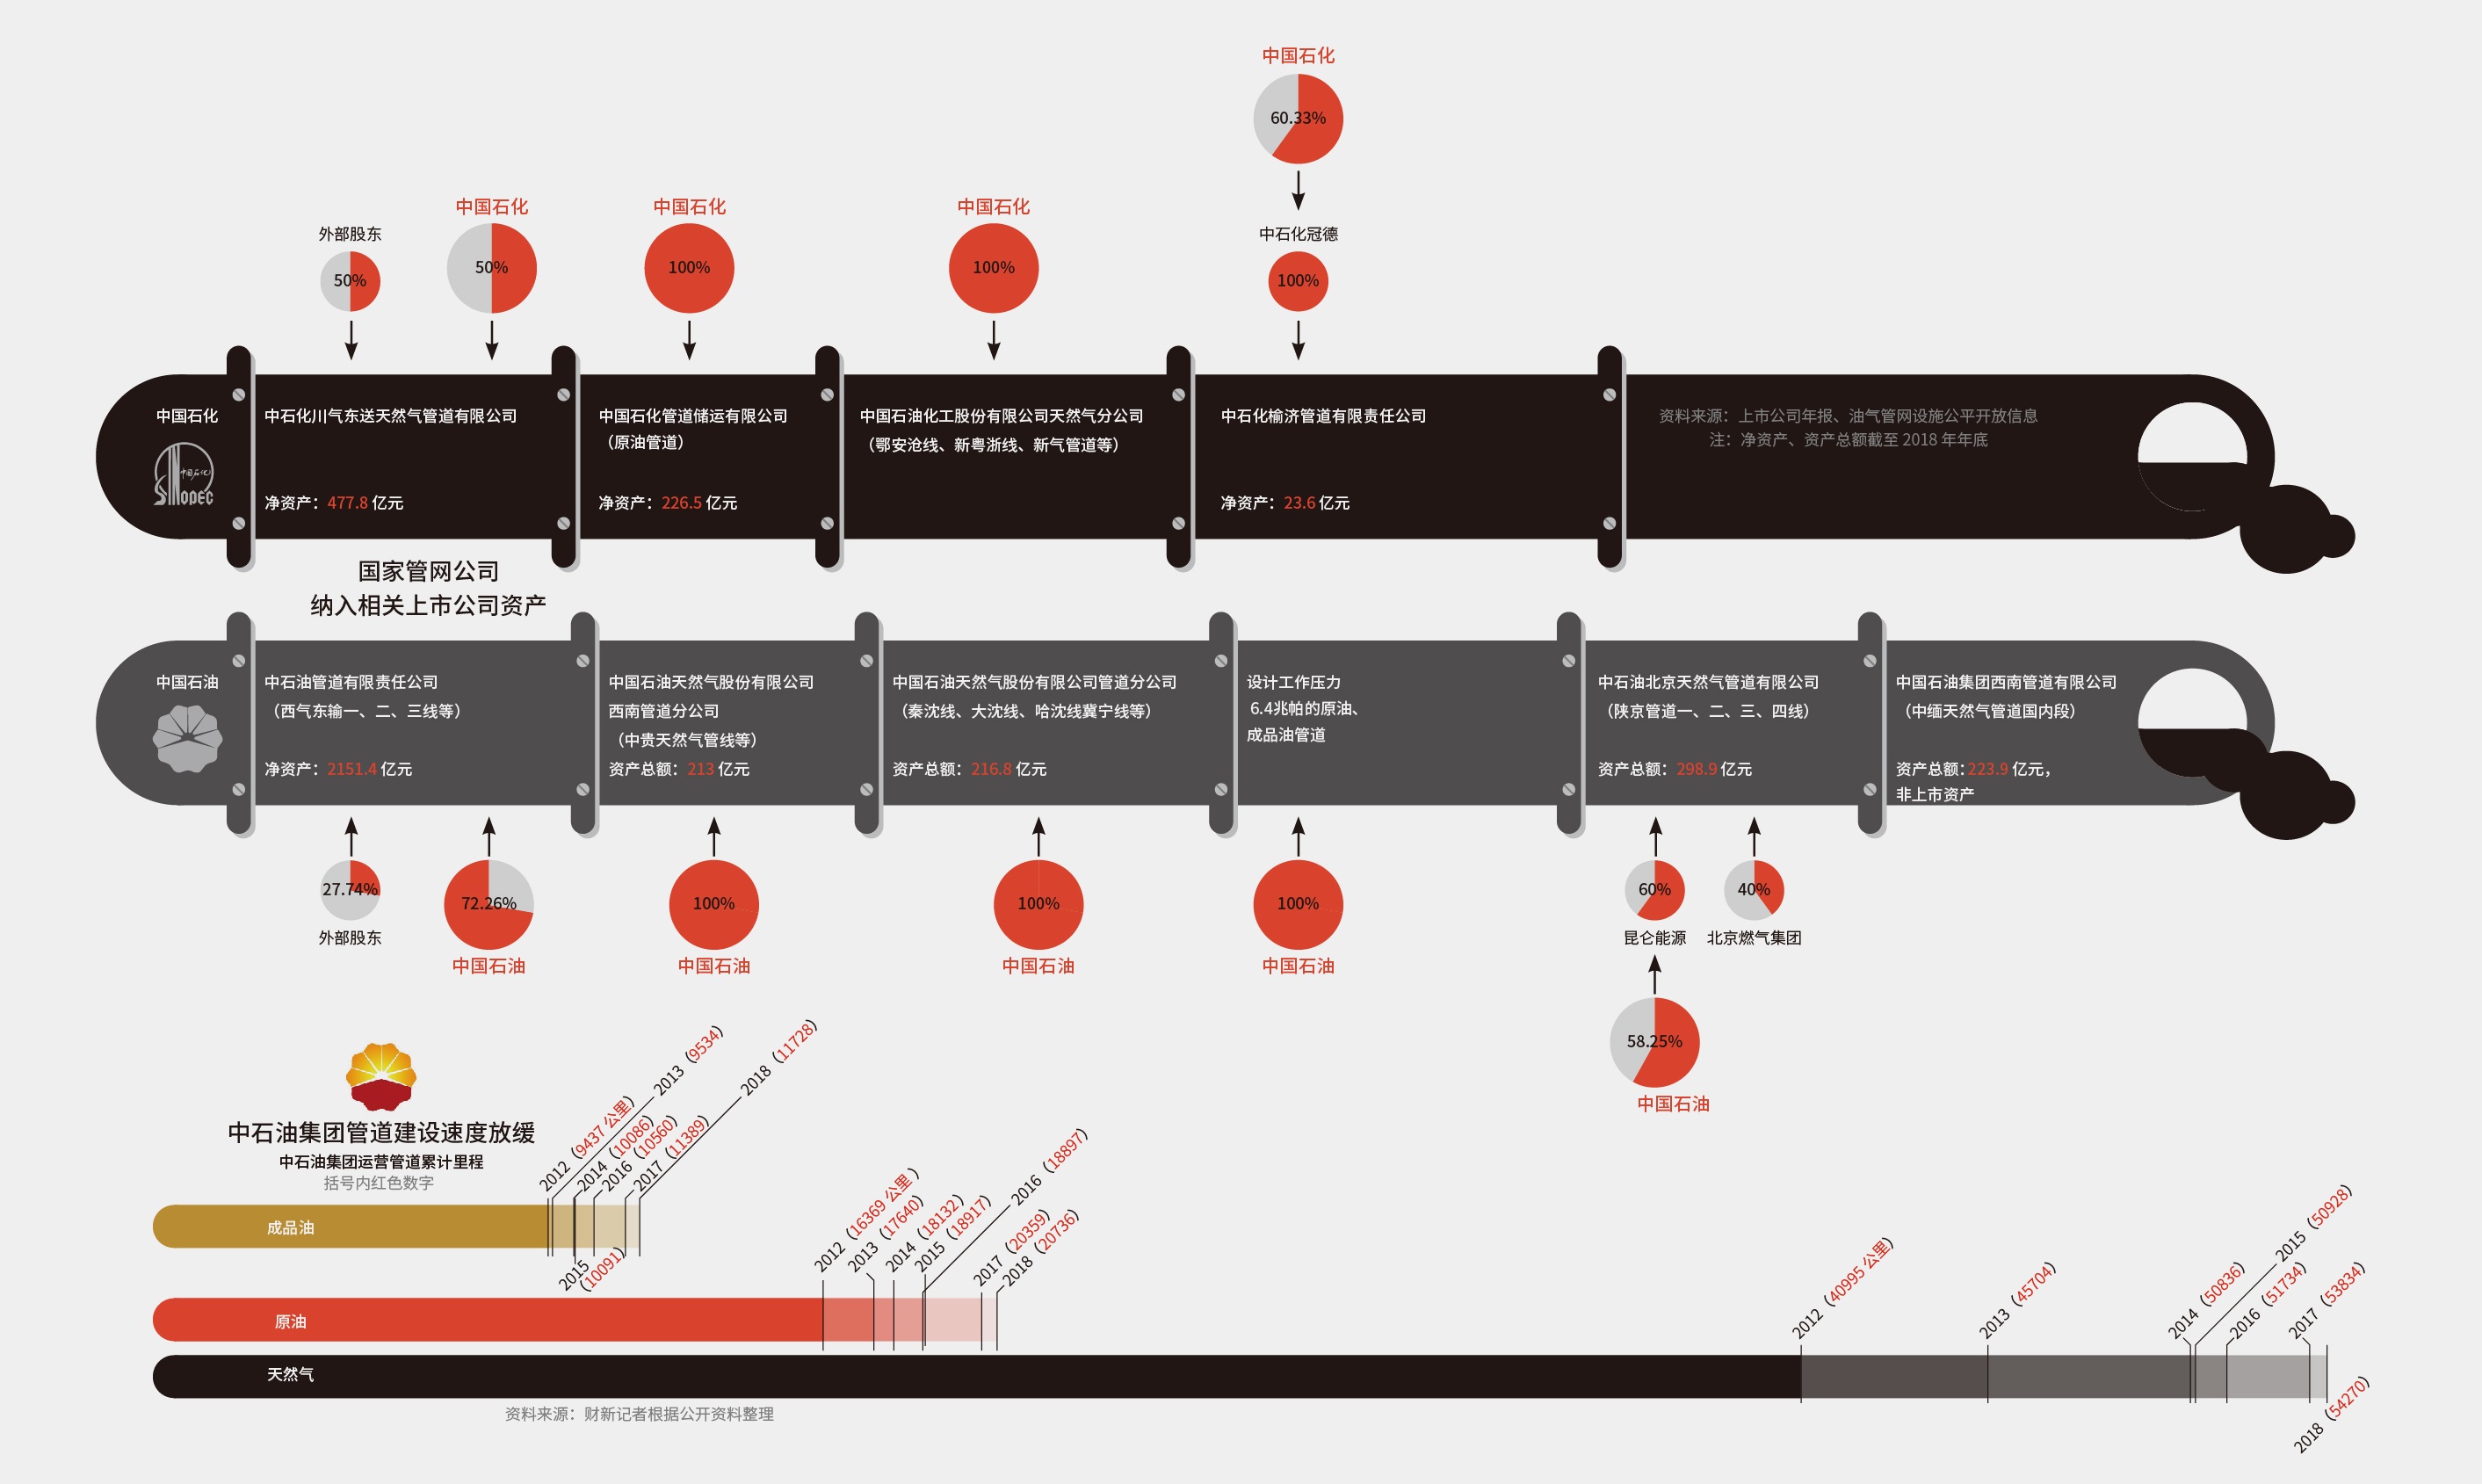 中国石化
60.33%
中石化冠德
100%
外部股东
50%
中国石化
50%
中国石化
100%
中国石化
100%
中国石化
中国石化
SINOPEC
中石化川气东送天然气管道有限公司
净资产：477.8 亿元
中国石化管道储运有限公司
（原油管道）
净资产：226.5 亿元
中国石油化工股份有限公司天然气分公司
（鄂安沧线、新粤浙线、新气管道等）
中石化榆济管道有限责任公司
净资产：23.6 亿元
资料来源：上市公司年报、油气管网设施公平开放信息
注：净资产、资产总额截至 2018 年年底
国家管网公司
纳入相关上市公司资产
中国石油
中石油管道有限责任公司
（西气东输一、二、三线等）
净资产：2151.4 亿元
中国石油天然气股份有限公司
西南管道分公司
（中贵天然气管线等）
资产总额：213 亿元
中国石油天然气股份有限公司管道分公司
（秦沈线、大沈线、哈沈线冀宁线等）
资产总额：216.8 亿元
设计工作压力
6.4兆帕的原油、
成品油管道
中石油北京天然气管道有限公司
（陕京管道一、二、三、四线）
资产总额：298.9 亿元
中国石油集团西南管道有限公司
（中缅天然气管道国内段）
资产总额：223.9 亿元，
非上市资产
27.74%
外部股东
72.26%
中国石油
100%
中国石油
100%
中国石油
100%
中国石油
60%
昆仑能源
40%
北京燃气集团
58.25%
中国石油
中石油集团管道建设速度放缓
中石油集团运营管道累计里程
括号内红色数字
成品油
2012（9437 公里）
2013（9534）
2014（10086）
2015
（10091）
2016（10560）
2017（11389）
2018（11728）
原油
2012（16369 公里）
2013（17640）
2014（18132）
2015（18917）
2016（18897）
2017（20359）
2018（20736）
天然气
2012（40995 公里）
2013（45704）
2014（50836）
2015（50928）
2016（51734）
2017（53834）
2018（54270）
资料来源：财新记者根据公开资料整理